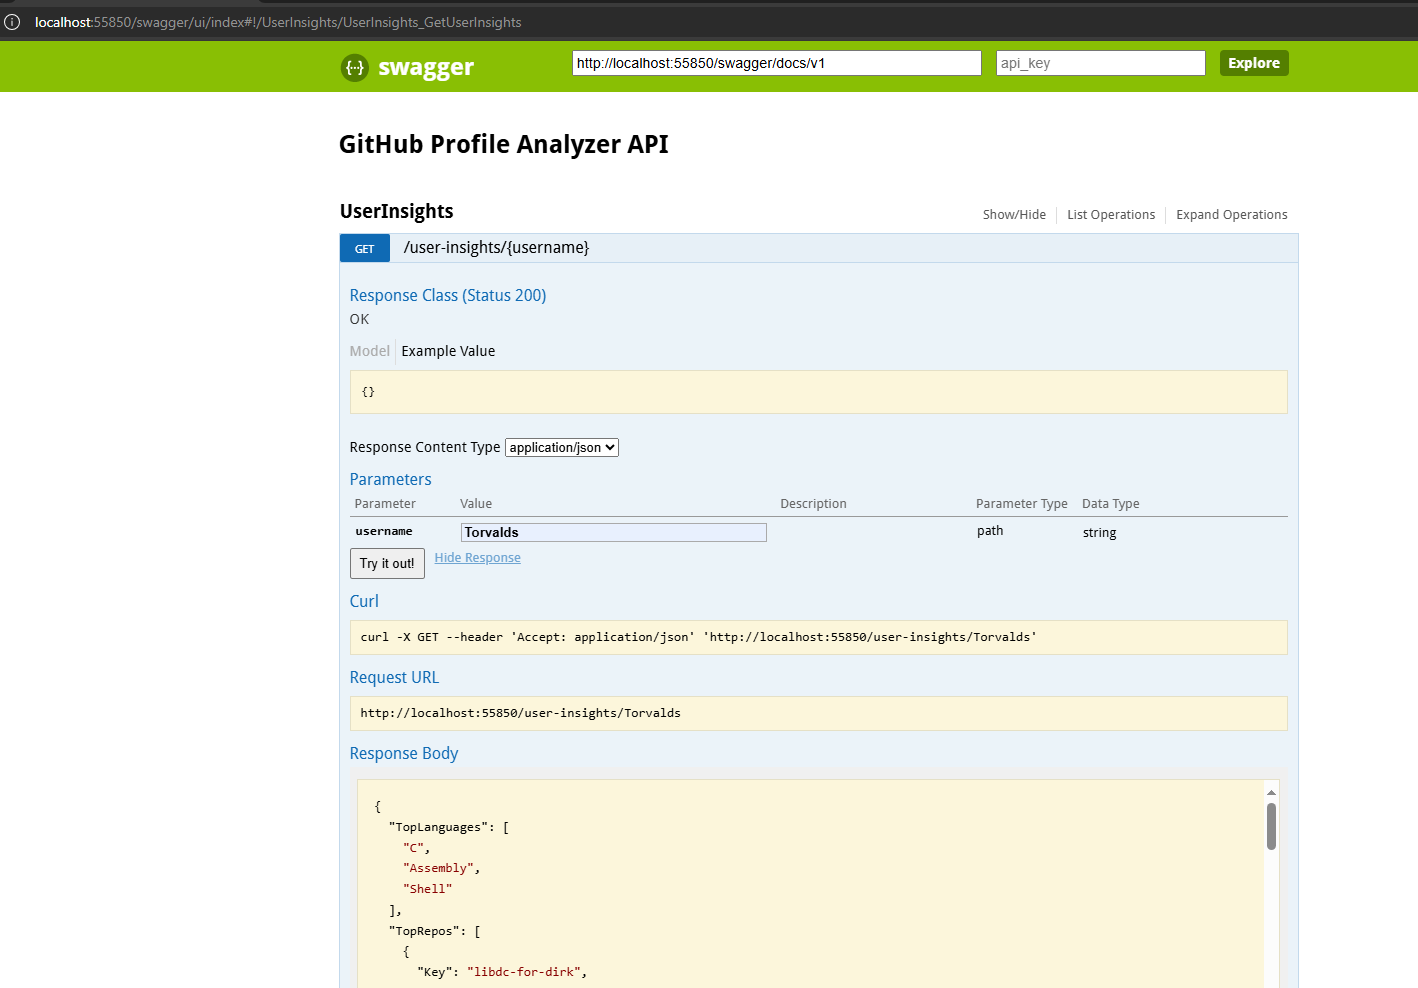 localhost:55850/swagger/ui/index#!/UserInsights/UserInsights_GetUserInsights
{··} swagger http://localhost:55850/swagger/docs/v1 api_key Explore
GitHub Profile Analyzer API
UserInsights Show/Hide List Operations Expand Operations
GET /user-insights/{username}
Response Class (Status 200)
OK
Model Example Value
{}
Response Content Type application/json
Parameters
Parameter Value Description Parameter Type Data Type
username Torvalds path string
Try it out! Hide Response
Curl
curl -X GET --header 'Accept: application/json' 'http://localhost:55850/user-insights/Torvalds'
Request URL
http://localhost:55850/user-insights/Torvalds
Response Body
{
"TopLanguages": [
"C",
"Assembly",
"Shell"
],
"TopRepos": [
{
"Key": "libdc-for-dirk",